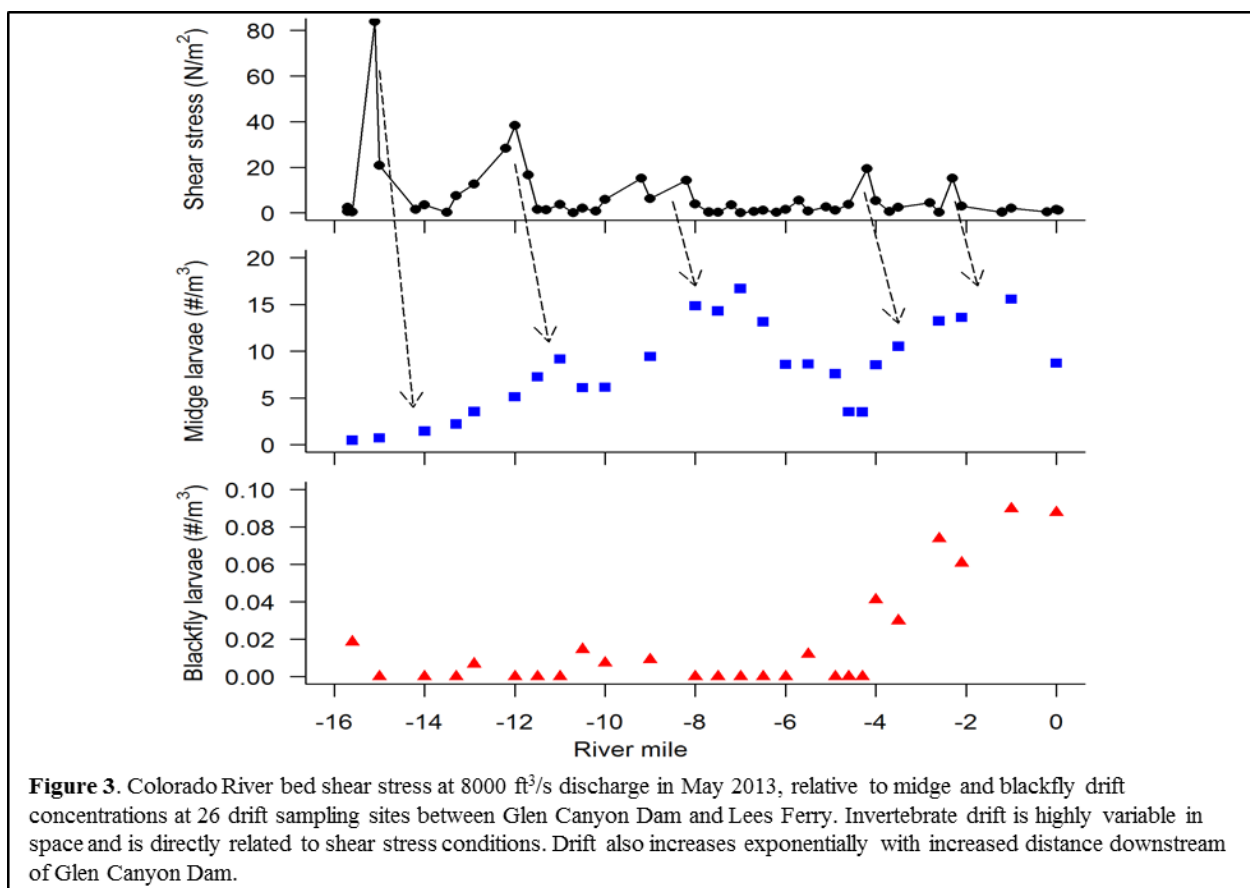 Shear stress (N/m²)
80
60
40
20
0
Midge larvae (#/m³)
20
15
10
5
0
Blackfly larvae (#/m³)
0.10
0.08
0.06
0.04
0.02
0.00
-16 -14 -12 -10 -8 -6 -4 -2 0
River mile
Figure 3. Colorado River bed shear stress at 8000 ft³/s discharge in May 2013, relative to midge and blackfly drift
concentrations at 26 drift sampling sites between Glen Canyon Dam and Lees Ferry. Invertebrate drift is highly variable in
space and is directly related to shear stress conditions. Drift also increases exponentially with increased distance downstream
of Glen Canyon Dam.